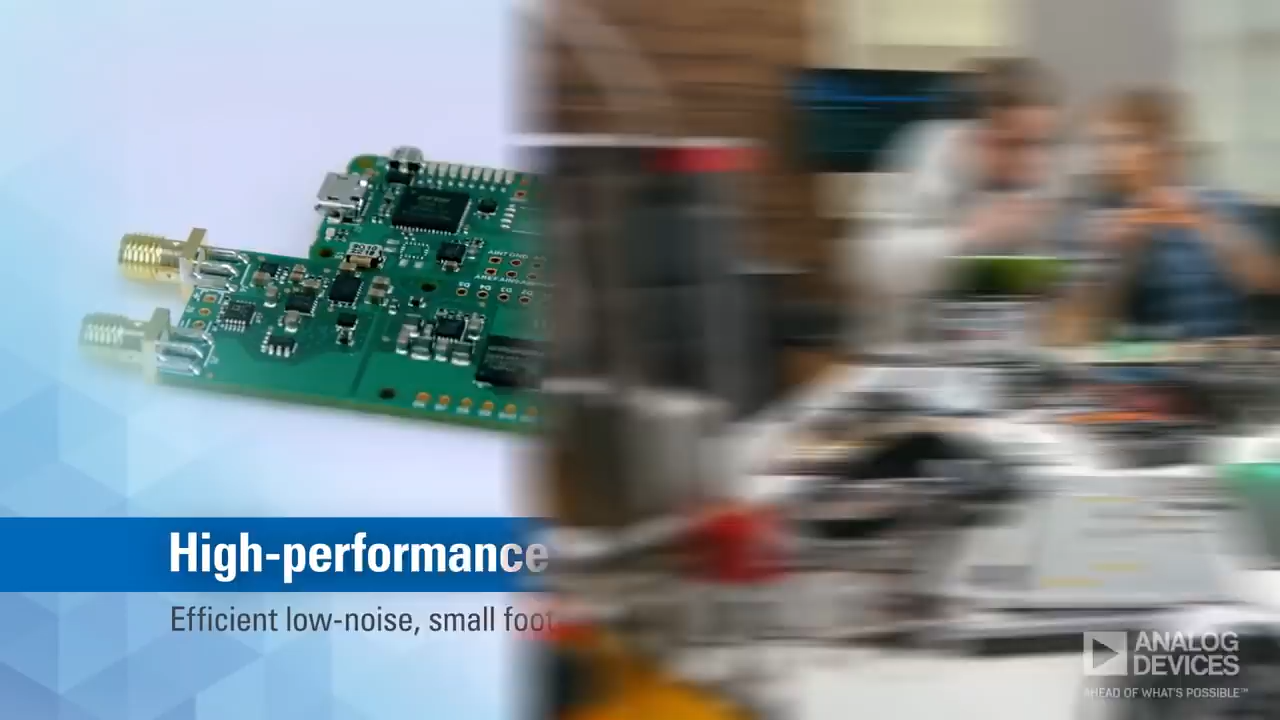 High-performance
Efficient low-noise, small foot
ANALOG
DEVICES
AHEAD OF WHAT'S POSSIBLE™